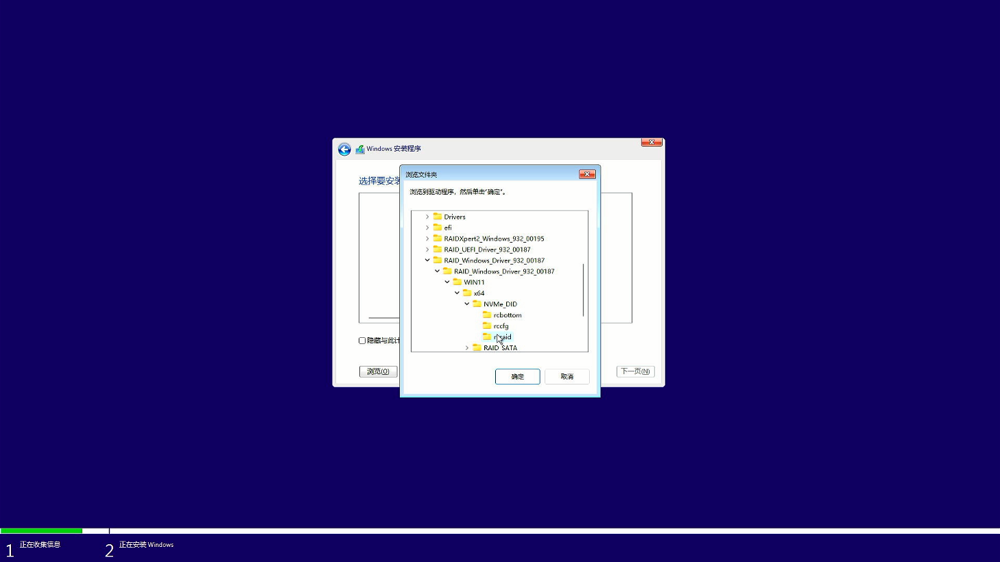 Windows 安装程序
选择要安装
浏览文件夹
浏览到驱动程序，然后单击“确定”。
Drivers
efi
RAIDXpert2_Windows_932_00195
RAID_UEFI_Driver_932_00187
RAID_Windows_Driver_932_00187
RAID_Windows_Driver_932_00187
WIN11
x64
NVMe_DID
rcbottom
rccfg
RAID_SATA
隐藏与此计
浏览(O)
确定
取消
下一页(N)
1 正在收集信息
2 正在安装 Windows